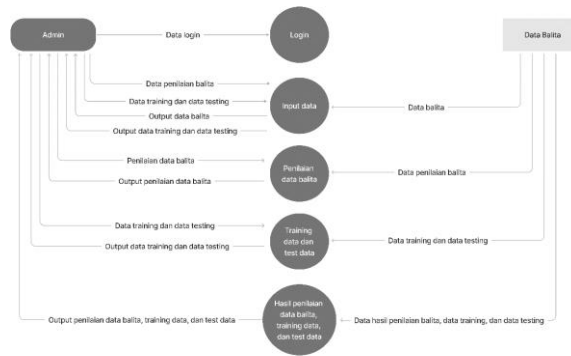 Admin
Data login
Login
Data Balita
Data penilaian balita
Data training dan data testing
Output data balita
Output data training dan data testing
Input data
Data balita
Penilaian data balita
Output penilaian data balita
Penilaian
data balita
Data penilaian balita
Data training dan data testing
Output data training dan data testing
Training
data dan
test data
Data training dan data testing
Output penilaian data balita, training data, dan test data
Hasil penilaian
data balita,
training data,
dan test data
Data hasil penilaian balita, data training, dan data testing